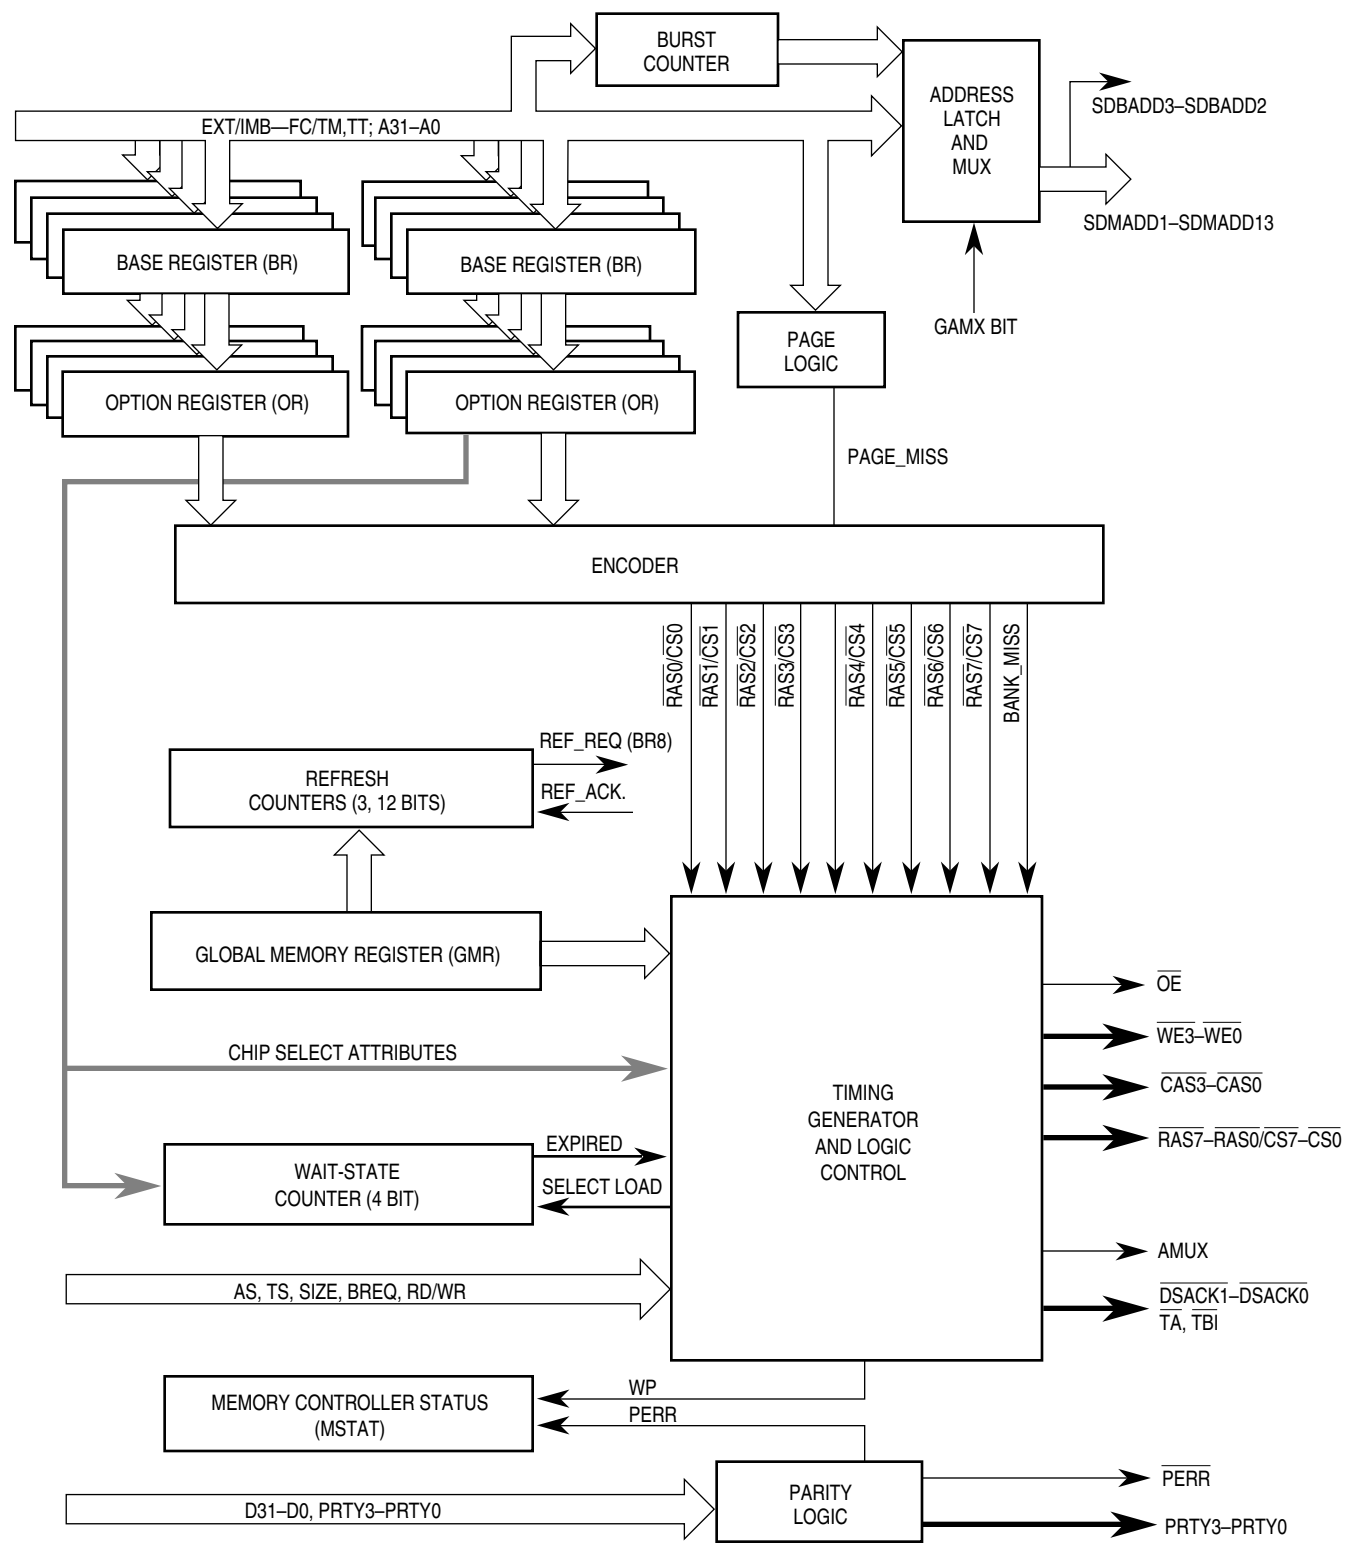 BURST
COUNTER
ADDRESS
LATCH
AND
MUX
SDBADD3–SDBADD2
EXT/IMB—FC/TM,TT; A31–A0
SDMADD1–SDMADD13
BASE REGISTER (BR)
BASE REGISTER (BR)
GAMX BIT
PAGE
LOGIC
OPTION REGISTER (OR)
OPTION REGISTER (OR)
PAGE_MISS
ENCODER
RAS0/CS0
RAS1/CS1
RAS2/CS2
RAS3/CS3
RAS4/CS4
RAS5/CS5
RAS6/CS6
RAS7/CS7
BANK_MISS
REF_REQ (BR8)
REFRESH
COUNTERS (3, 12 BITS)
REF_ACK.
GLOBAL MEMORY REGISTER (GMR)
OE
WE3–WE0
CHIP SELECT ATTRIBUTES
CAS3–CAS0
TIMING
GENERATOR
AND LOGIC
CONTROL
RAS7–RAS0/CS7–CS0
EXPIRED
WAIT-STATE
COUNTER (4 BIT)
SELECT LOAD
AMUX
AS, TS, SIZE, BREQ, RD/WR
DSACK1–DSACK0
TA, TBI
WP
MEMORY CONTROLLER STATUS
(MSTAT)
PERR
PERR
PARITY
LOGIC
D31–D0, PRTY3–PRTY0
PRTY3–PRTY0